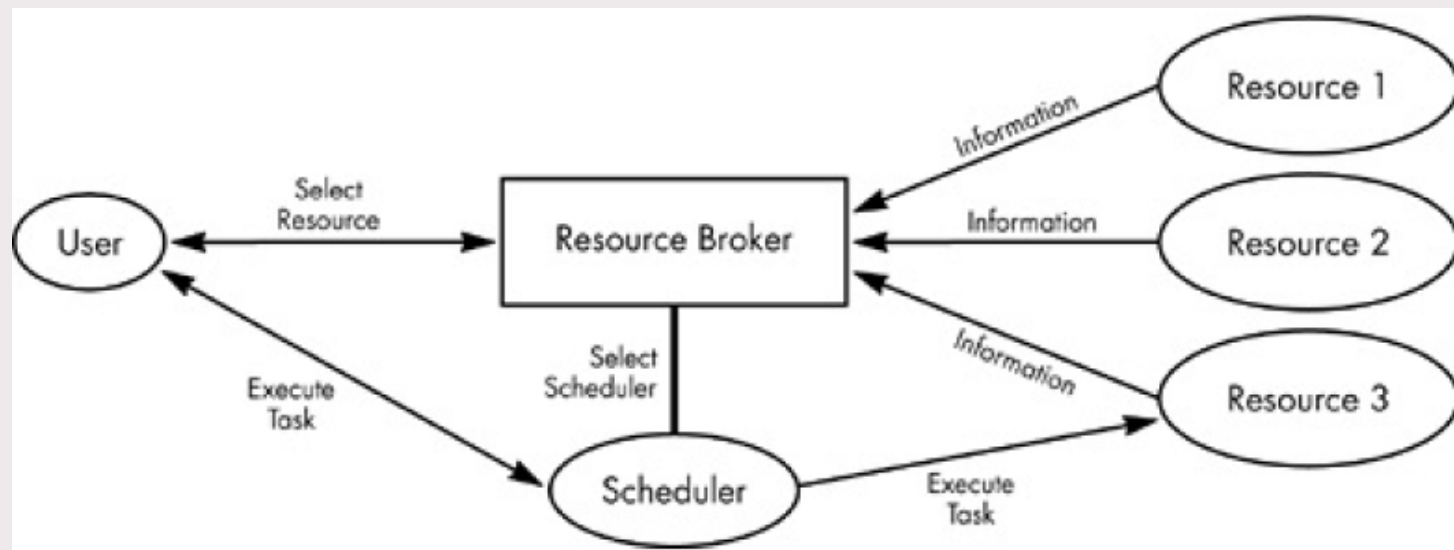 Resource 1
Information
Select
Resource
Information
User
Resource Broker
Resource 2
Information
Select
Scheduler
Execute
Task
Resource 3
Scheduler
Execute
Task